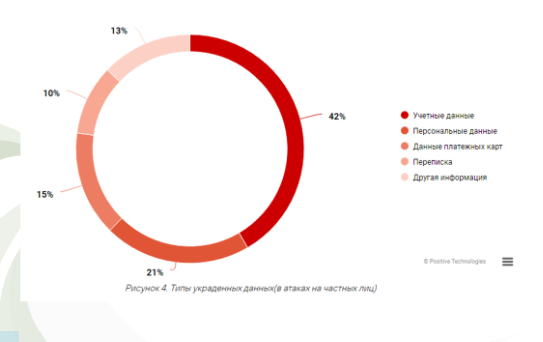 13%
10%
42%
Учетные данные
Персональные данные
Данные платежных карт
Переписка
Другая информация
15%
21%
© Positive Technologies
Рисунок 4. Типы украденных данных(в атаках на частных лиц)